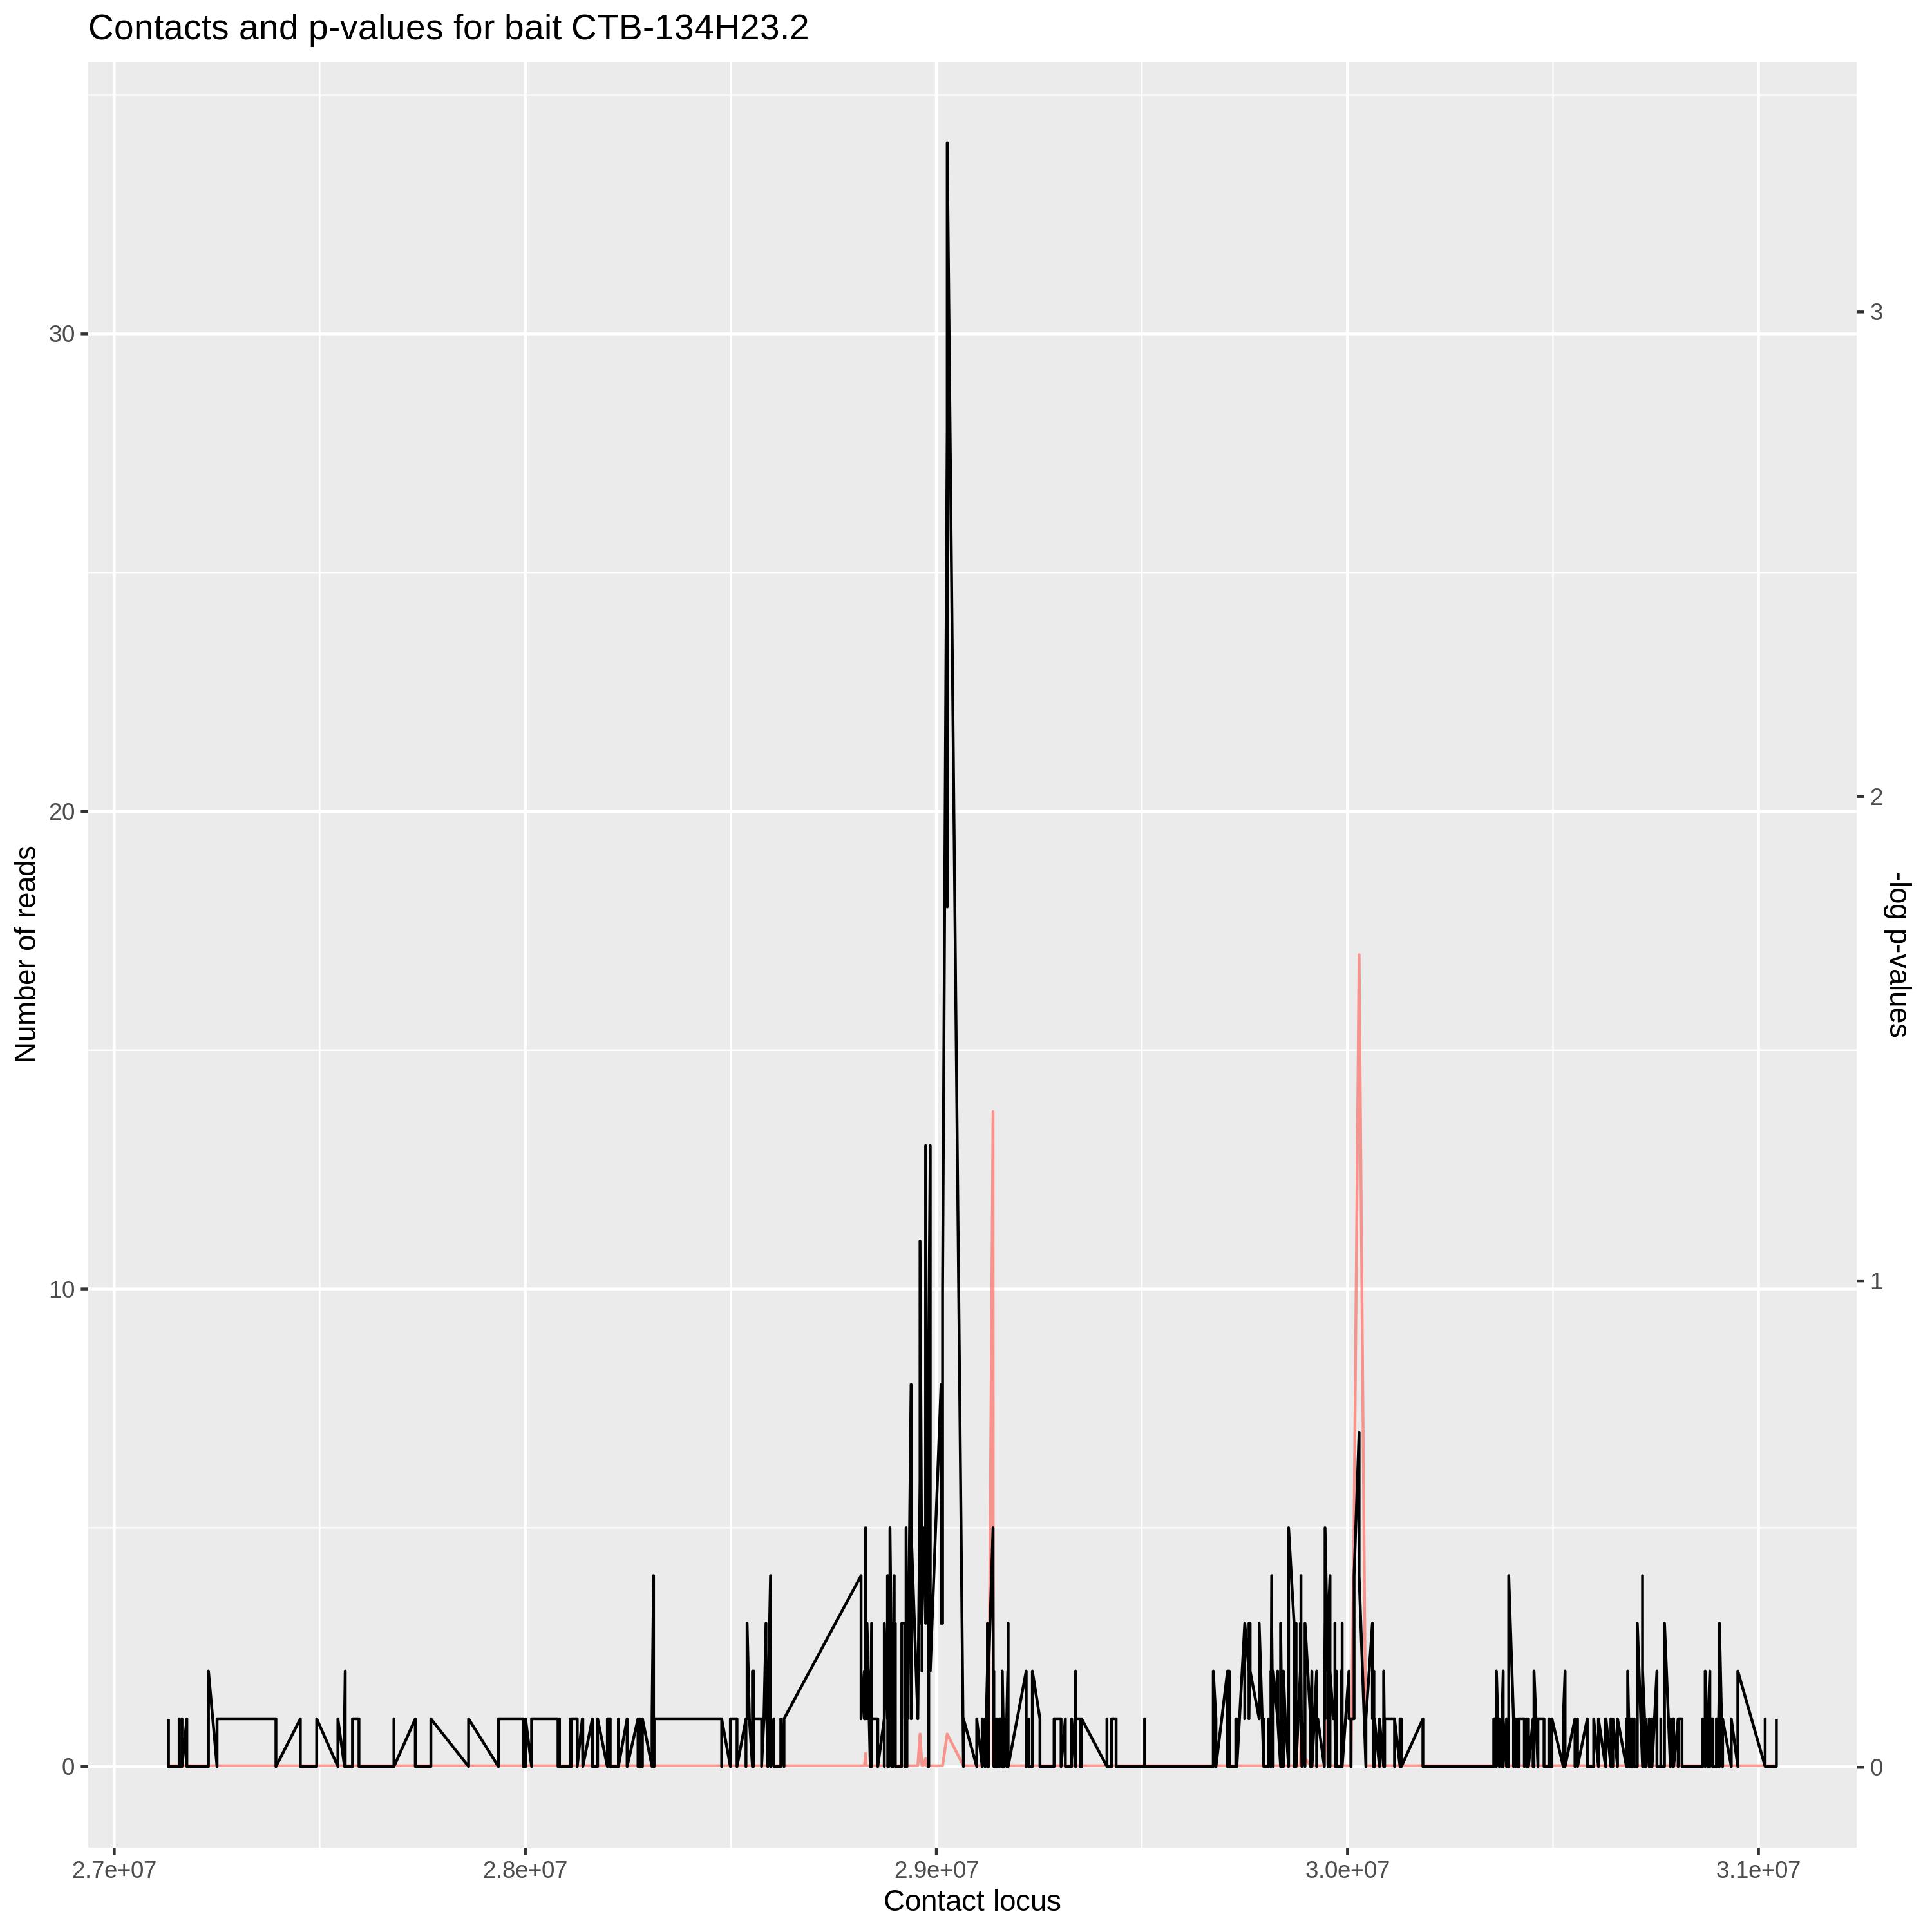 Contacts and p-values for bait CTB-134H23.2
30
20
10
0
3
2
1
0
Number of reads
-log p-values
2.7e+07 2.8e+07 2.9e+07 3.0e+07 3.1e+07
Contact locus